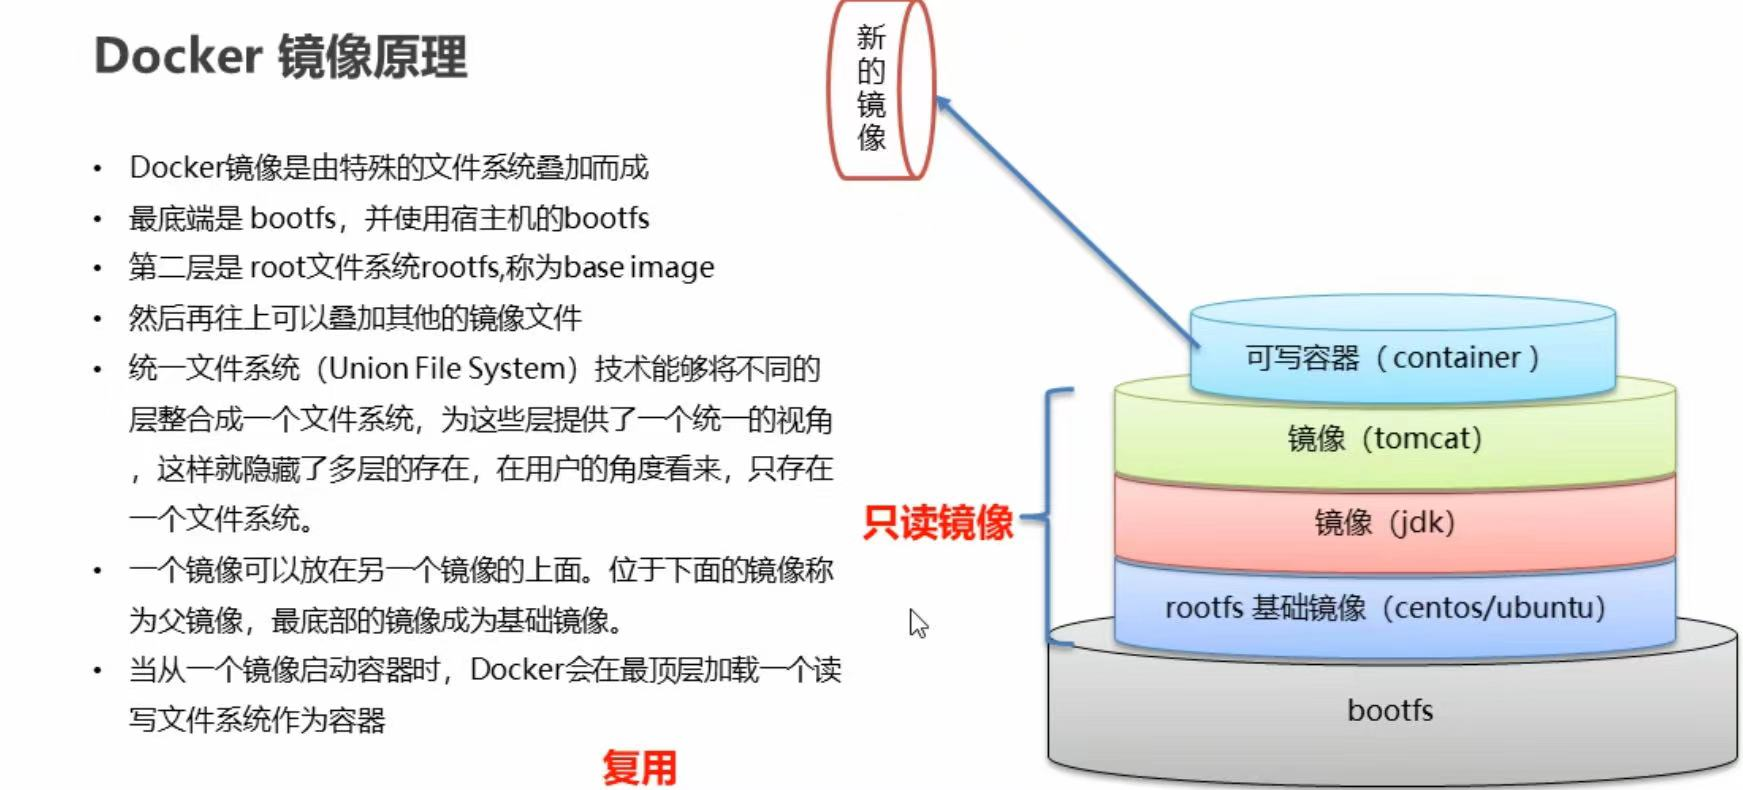 Docker 镜像原理
• Docker镜像是由特殊的文件系统叠加而成
• 最底端是 bootfs，并使用宿主机的bootfs
• 第二层是 root文件系统rootfs,称为base image
• 然后再往上可以叠加其他的镜像文件
• 统一文件系统（Union File System）技术能够将不同的
层整合成一个文件系统，为这些层提供了一个统一的视角
，这样就隐藏了多层的存在，在用户的角度看来，只存在
一个文件系统。
• 一个镜像可以放在另一个镜像的上面。位于下面的镜像称
为父镜像，最底部的镜像成为基础镜像。
• 当从一个镜像启动容器时，Docker会在最顶层加载一个读
写文件系统作为容器
复用
新的镜像
可写容器（container）
镜像（tomcat）
只读镜像
镜像（jdk）
rootfs 基础镜像（centos/ubuntu）
bootfs